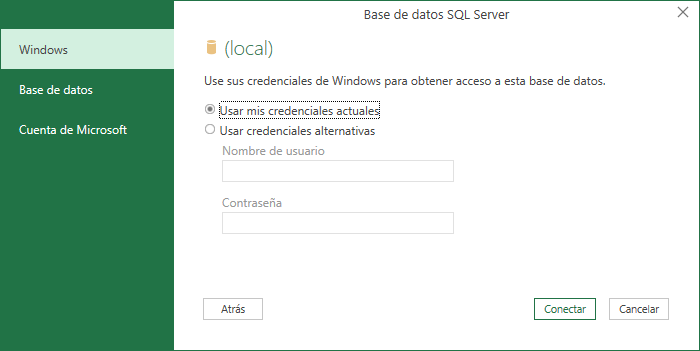 Base de datos SQL Server
Windows
Base de datos
Cuenta de Microsoft
(local)
Use sus credenciales de Windows para obtener acceso a esta base de datos.
Usar mis credenciales actuales
Usar credenciales alternativas
Nombre de usuario
Contraseña
Atrás
Conectar
Cancelar